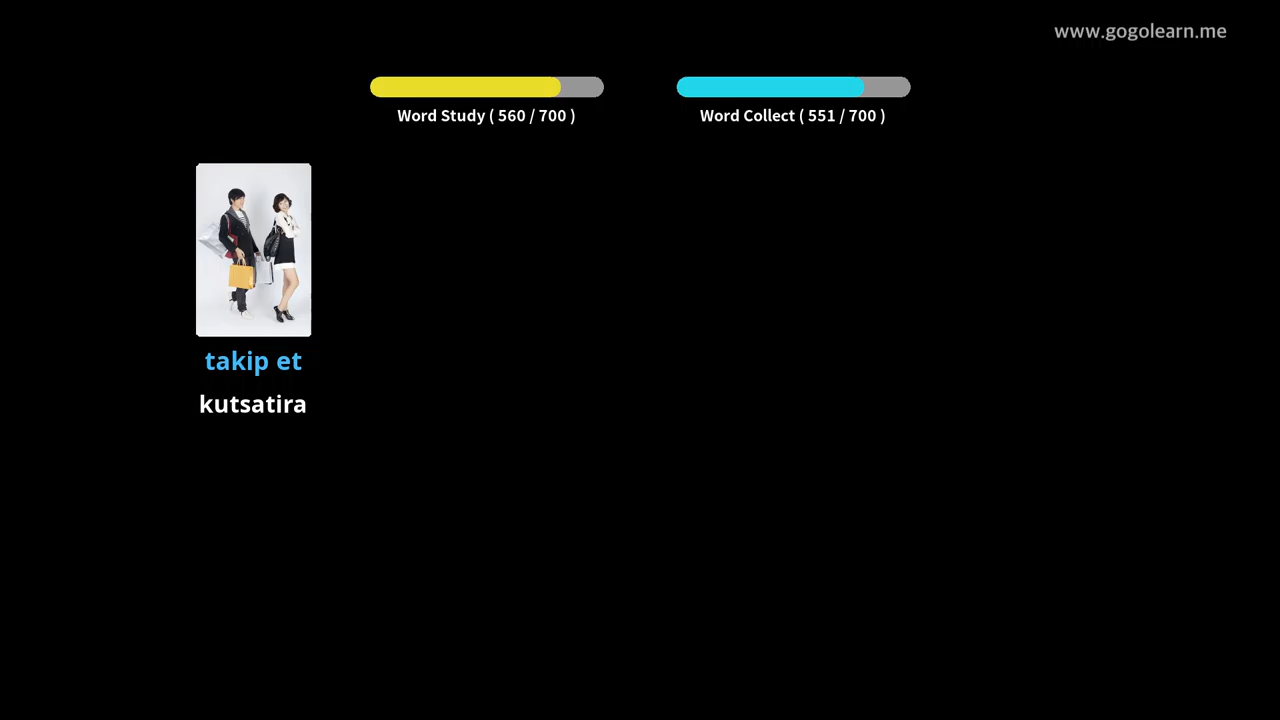 www.gogolearn.me
Word Study ( 560 / 700 )
Word Collect ( 551 / 700 )
takip et
kutsatira